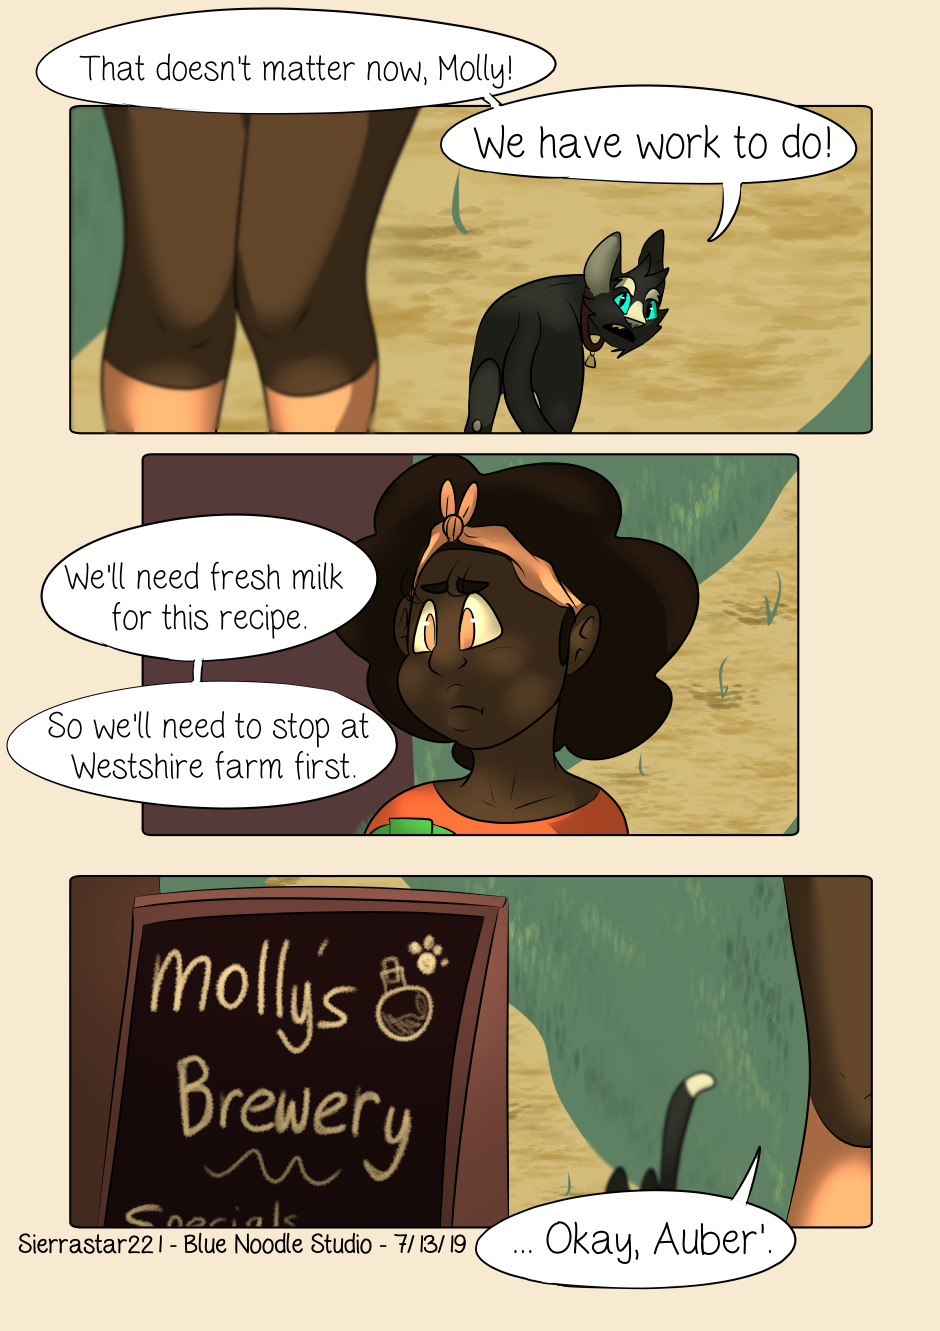 That doesn't matter now, Molly!
We have work to do!
We'll need fresh milk
for this recipe.
So we'll need to stop at
Westshire farm first.
Molly's
Brewery
Specials
Sierrastar221 - Blue Noodle Studio - 7/13/19
... Okay, Auber'.